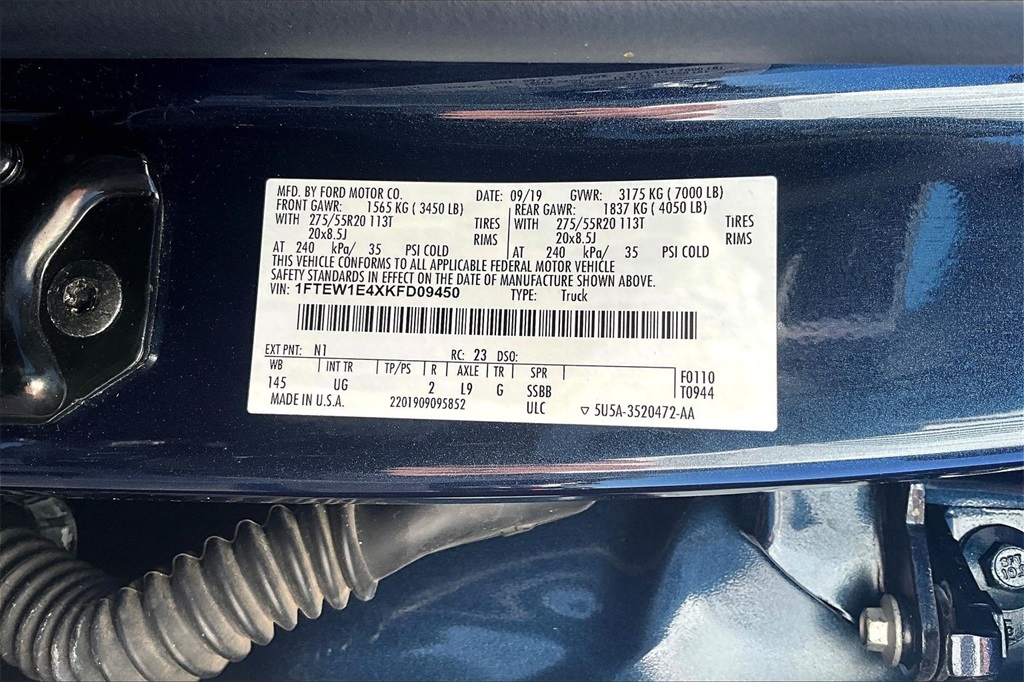 MFD. BY FORD MOTOR CO. DATE: 09/19 GVWR: 3175 KG ( 7000 LB)
FRONT GAWR: 1565 KG ( 3450 LB) REAR GAWR: 1837 KG ( 4050 LB)
WITH 275/55R20 113T TIRES WITH 275/55R20 113T TIRES
20x8.5J RIMS 20x8.5J RIMS
AT 240 kPa/ 35 PSI COLD AT 240 kPa/ 35 PSI COLD
THIS VEHICLE CONFORMS TO ALL APPLICABLE FEDERAL MOTOR VEHICLE
SAFETY STANDARDS IN EFFECT ON THE DATE OF MANUFACTURE SHOWN ABOVE.
VIN: 1FTEW1E4XKFD09450 TYPE: Truck
EXT PNT: N1 RC: 23 DSO:
WB INT TR TP/PS R AXLE TR SPR F0110
145 UG 2 L9 G SSBB T0944
MADE IN U.S.A. 2201909095852 ULC 5U5A-3520472-AA